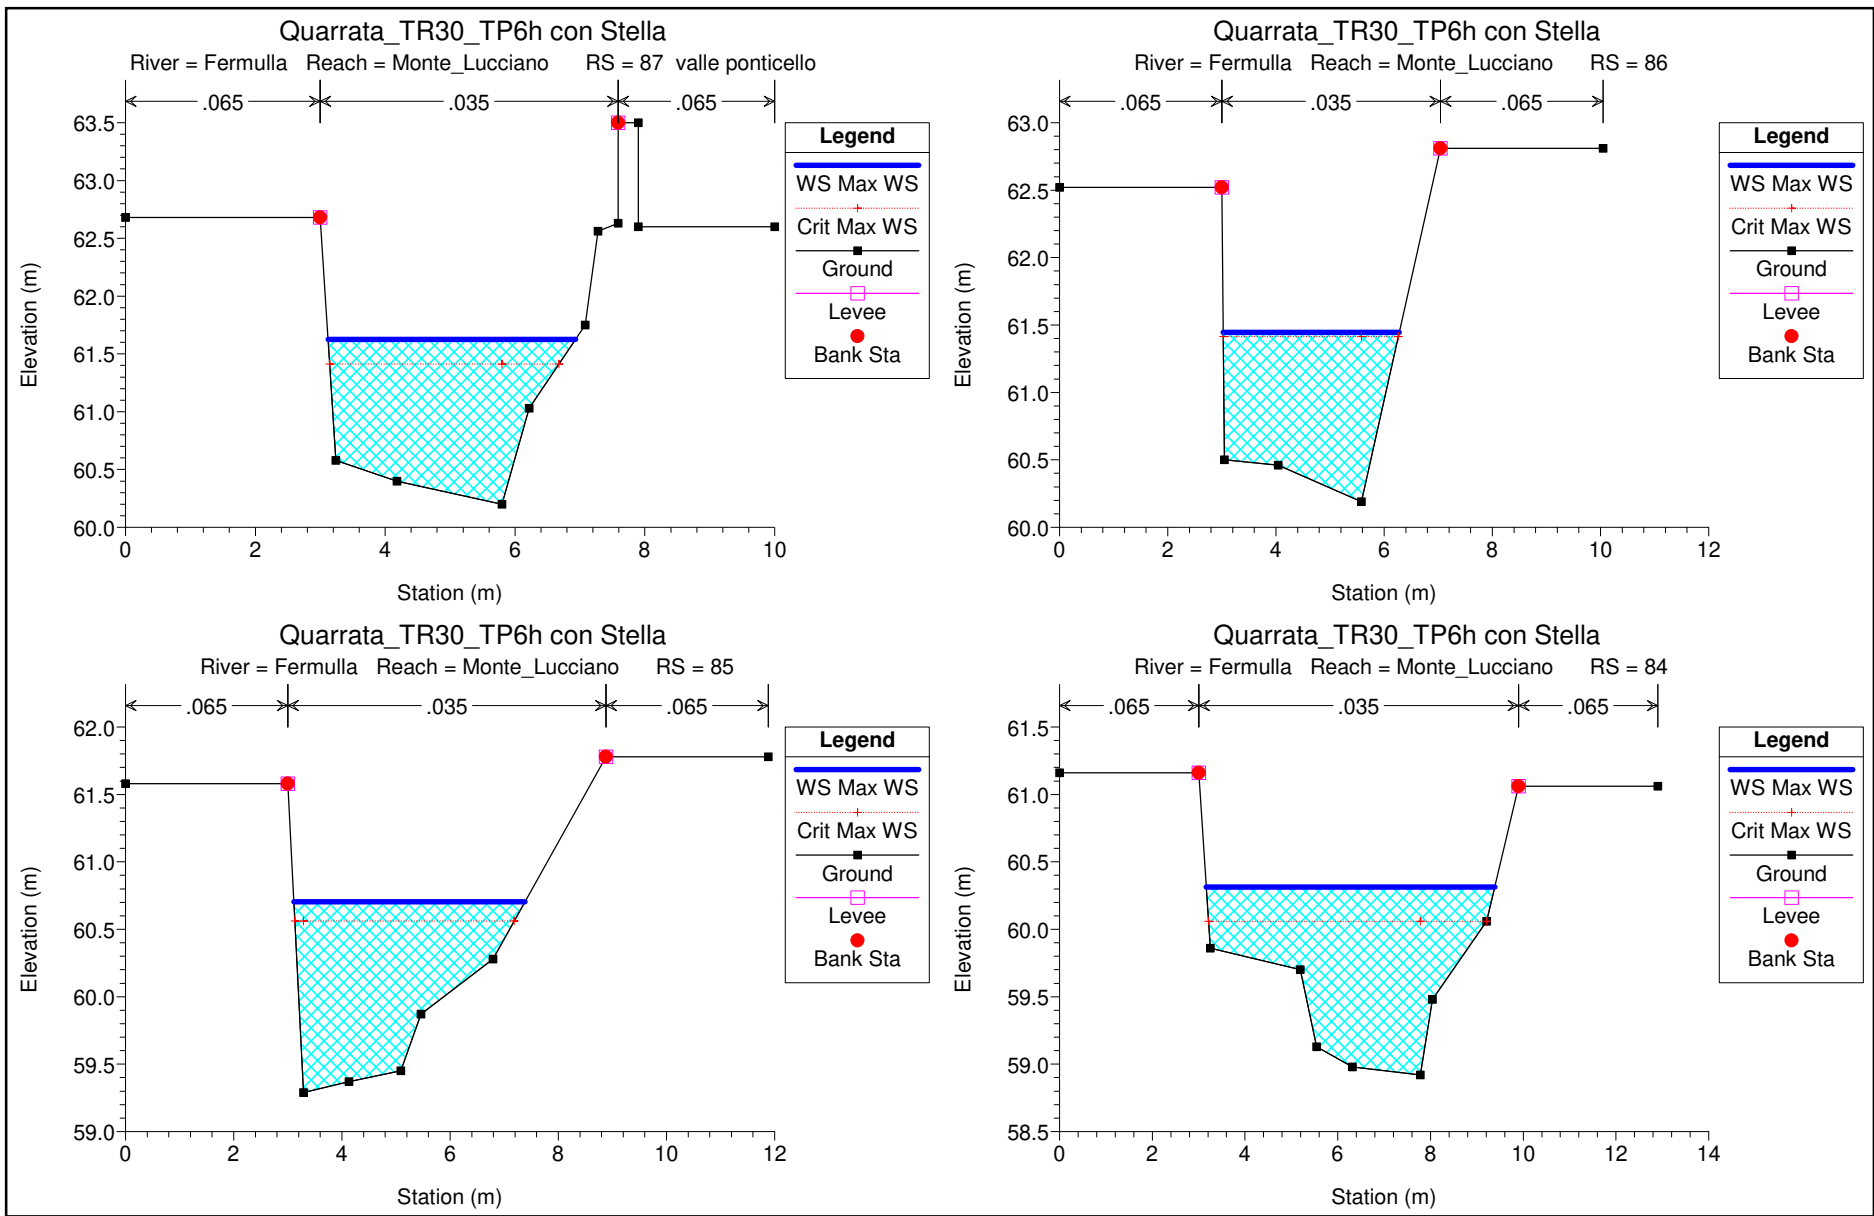 Quarrata_TR30_TP6h con Stella
River = Fermulla Reach = Monte_Lucciano RS = 87 valle ponticello
.065 .035 .065
63.5
63.0
62.5
62.0
61.5
61.0
60.5
60.0
Elevation (m)
0 2 4 6 8 10
Station (m)
Legend
WS Max WS
Crit Max WS
Ground
Levee
Bank Sta
Quarrata_TR30_TP6h con Stella
River = Fermulla Reach = Monte_Lucciano RS = 86
.065 .035 .065
63.0
62.5
62.0
61.5
61.0
60.5
60.0
Elevation (m)
0 2 4 6 8 10 12
Station (m)
Legend
WS Max WS
Crit Max WS
Ground
Levee
Bank Sta
Quarrata_TR30_TP6h con Stella
River = Fermulla Reach = Monte_Lucciano RS = 85
.065 .035 .065
62.0
61.5
61.0
60.5
60.0
59.5
59.0
Elevation (m)
0 2 4 6 8 10 12
Station (m)
Legend
WS Max WS
Crit Max WS
Ground
Levee
Bank Sta
Quarrata_TR30_TP6h con Stella
River = Fermulla Reach = Monte_Lucciano RS = 84
.065 .035 .065
61.5
61.0
60.5
60.0
59.5
59.0
58.5
Elevation (m)
0 2 4 6 8 10 12 14
Station (m)
Legend
WS Max WS
Crit Max WS
Ground
Levee
Bank Sta